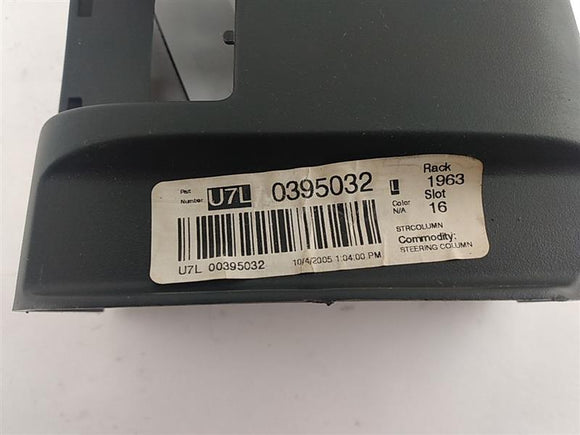 Part
Number U7L 0395032 L
Rack
1963
Slot
Color
N/A 16
STRCOLUMN
Commodity:
STEERING COLUMN
U7L 00395032 10/4/2005 1:04:00 PM